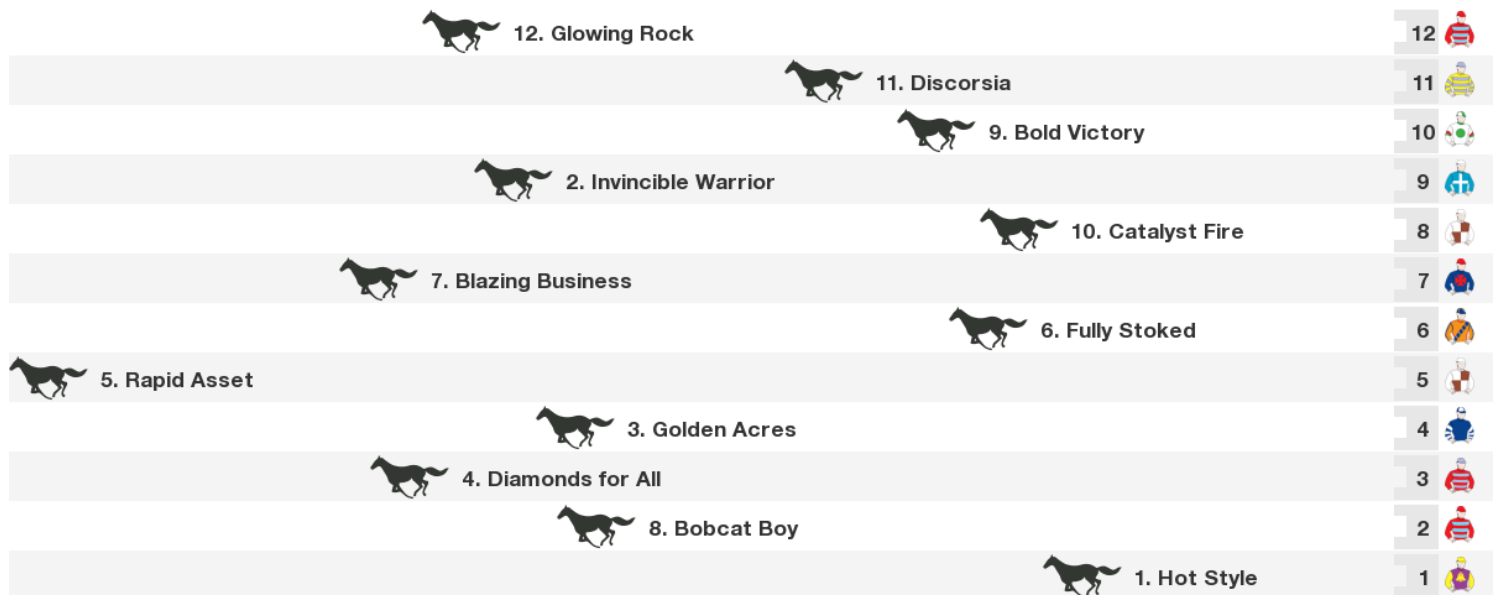 12. Glowing Rock 12
11. Discorsia 11
9. Bold Victory 10
2. Invincible Warrior 9
10. Catalyst Fire 8
7. Blazing Business 7
6. Fully Stoked 6
5. Rapid Asset 5
3. Golden Acres 4
4. Diamonds for All 3
8. Bobcat Boy 2
1. Hot Style 1